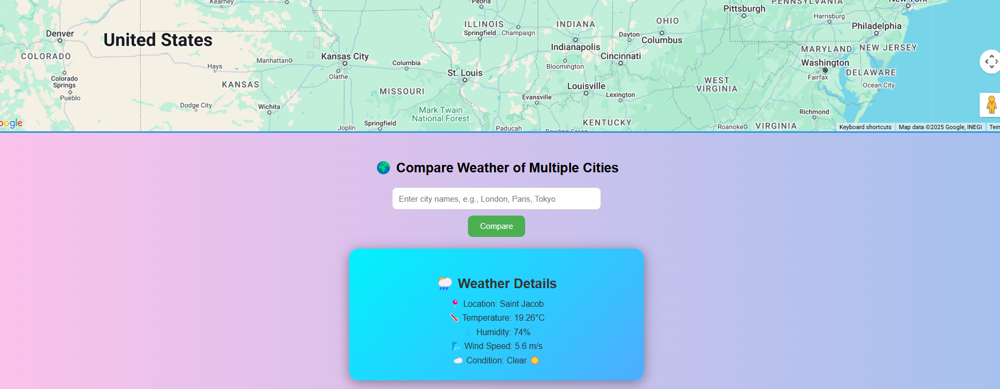 Kearney
Peoria
Pittsburgh
PENNSYLVANIA
New York
ILLINOIS
INDIANA
OHIO
Harrisburg
Denver
United States
Springfield
Champaign
Dayton
Columbus
Philadelphia
COLORADO
Kansas City
Indianapolis
Cincinnati
MARYLAND
NEW JERSEY
Manhattan
Hays
Columbia
Bloomington
Washington
Colorado
Springs
Olathe
St. Louis
Fairfax
DELAWARE
KANSAS
Louisville
WEST
VIRGINIA
Ocean City
Pueblo
MISSOURI
Evansville
Lexington
Dodge City
Wichita
Mark Twain
National Forest
Richmond
oogle
Joplin
Springfield
Paducah
Bowling Green
KENTUCKY
Roanoke
VIRGINIA
Keyboard shortcuts
Map data ©2025 Google, INEGI
Tern
Compare Weather of Multiple Cities
Enter city names, e.g., London, Paris, Tokyo
Compare
Weather Details
Location: Saint Jacob
Temperature: 19.26°C
Humidity: 74%
Wind Speed: 5.6 m/s
Condition: Clear